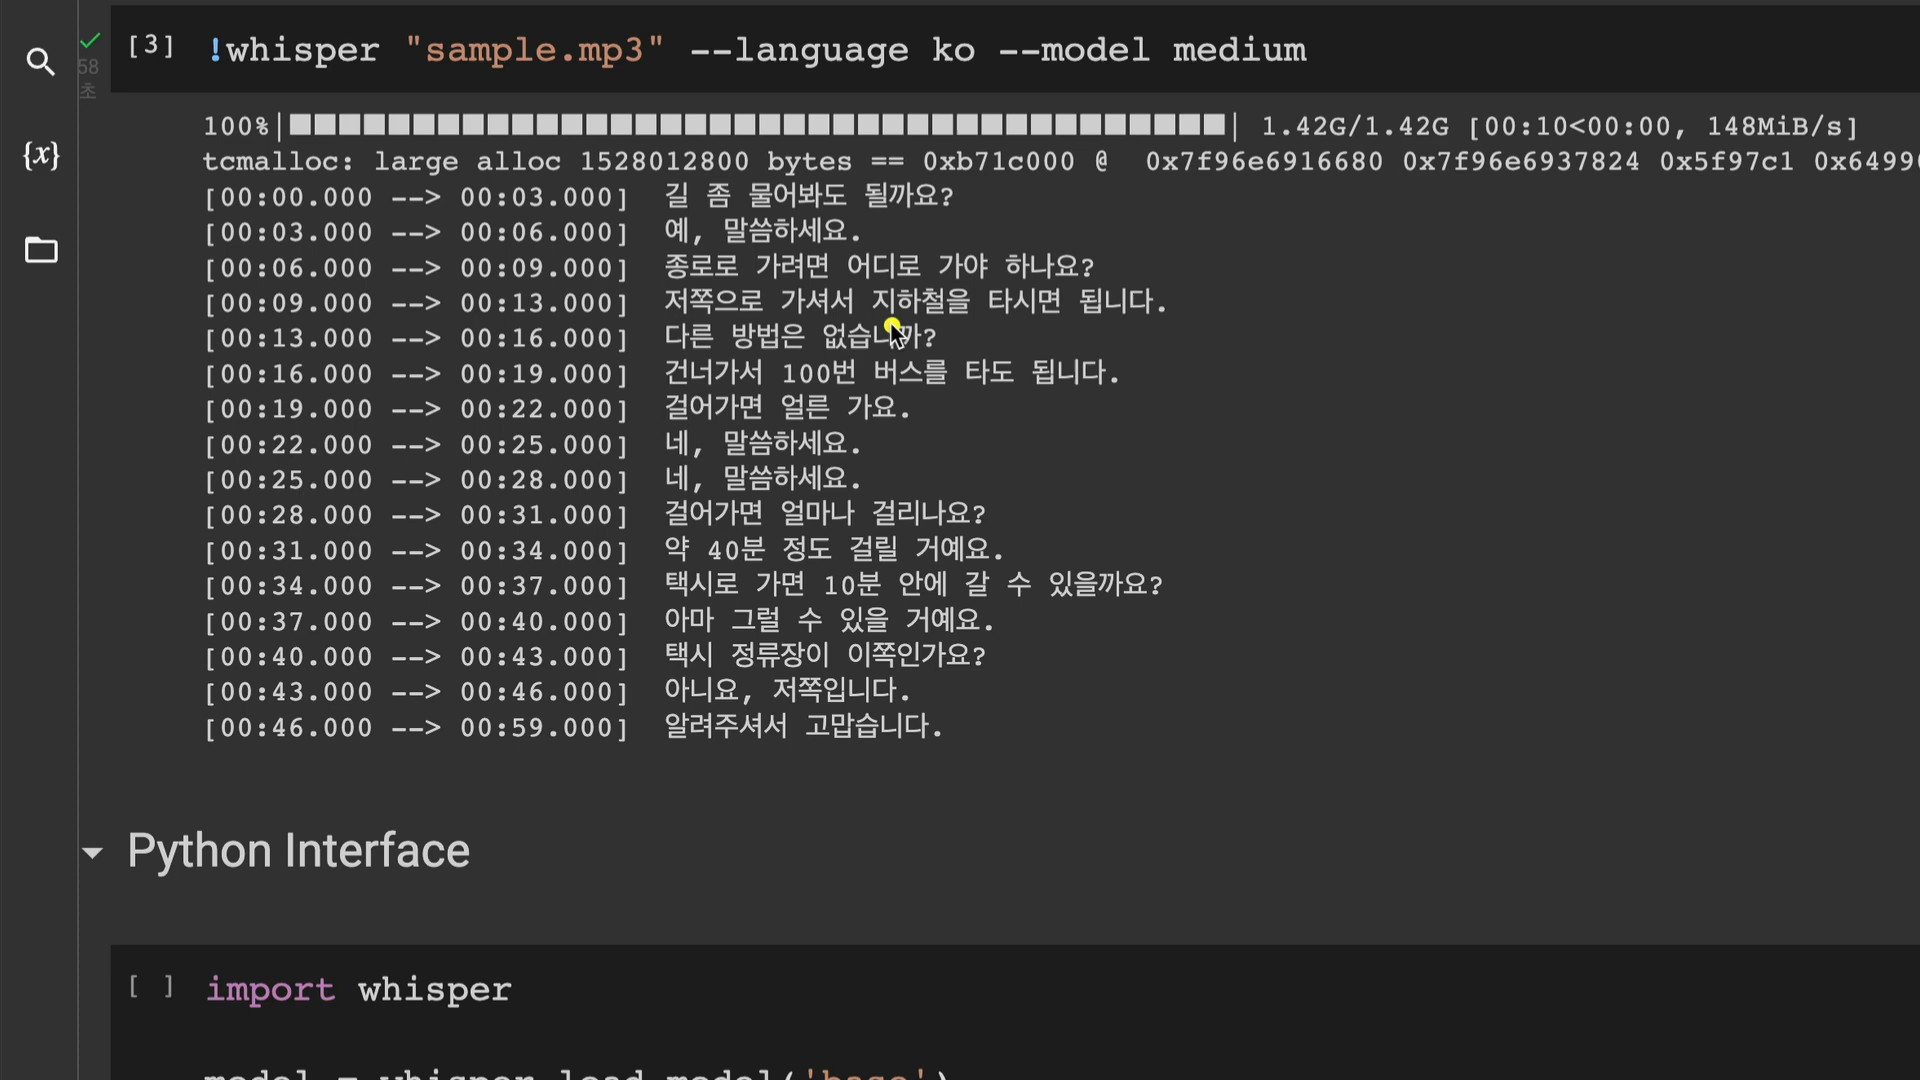 [3] !whisper "sample.mp3" --language ko --model medium
58
초
{x}
100%| | 1.42G/1.42G [00:10<00:00, 148MiB/s]
tcmalloc: large alloc 1528012800 bytes == 0xb71c000 @ 0x7f96e6916680 0x7f96e6937824 0x5f97c1
[00:00.000 --> 00:03.000] 길 좀 물어봐도 될까요?
[00:03.000 --> 00:06.000] 예, 말씀하세요.
[00:06.000 --> 00:09.000] 종로로 가려면 어디로 가야 하나요?
[00:09.000 --> 00:13.000] 저쪽으로 가셔서 지하철을 타시면 됩니다.
[00:13.000 --> 00:16.000] 다른 방법은 없습니까?
[00:16.000 --> 00:19.000] 건너가서 100번 버스를 타도 됩니다.
[00:19.000 --> 00:22.000] 걸어가면 얼른 가요.
[00:22.000 --> 00:25.000] 네, 말씀하세요.
[00:25.000 --> 00:28.000] 네, 말씀하세요.
[00:28.000 --> 00:31.000] 걸어가면 얼마나 걸리나요?
[00:31.000 --> 00:34.000] 약 40분 정도 걸릴 거예요.
[00:34.000 --> 00:37.000] 택시로 가면 10분 안에 갈 수 있을까요?
[00:37.000 --> 00:40.000] 아마 그럴 수 있을 거예요.
[00:40.000 --> 00:43.000] 택시 정류장이 이쪽인가요?
[00:43.000 --> 00:46.000] 아니요, 저쪽입니다.
[00:46.000 --> 00:59.000] 알려주셔서 고맙습니다.
Python Interface
[ ] import whisper
model = whisper.load_model('base')